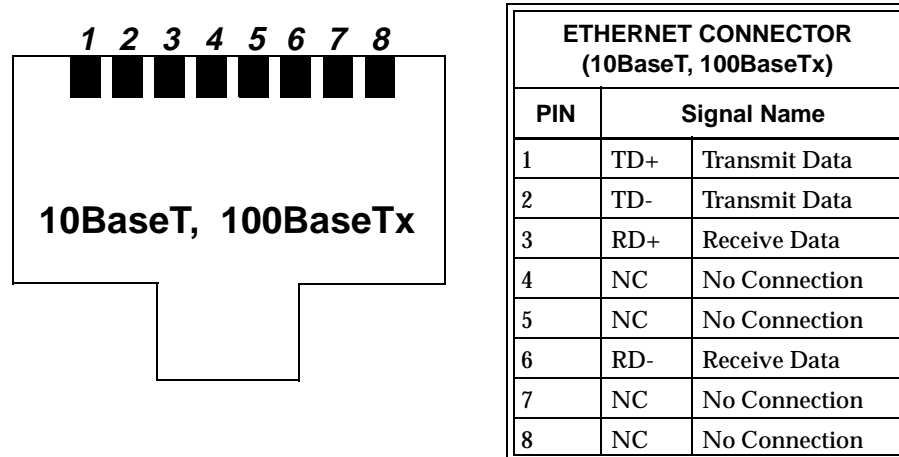 1 2 3 4 5 6 7 8
10BaseT, 100BaseTx
ETHERNET CONNECTOR
(10BaseT, 100BaseTx)
PIN Signal Name
1 TD+ Transmit Data
2 TD- Transmit Data
3 RD+ Receive Data
4 NC No Connection
5 NC No Connection
6 RD- Receive Data
7 NC No Connection
8 NC No Connection